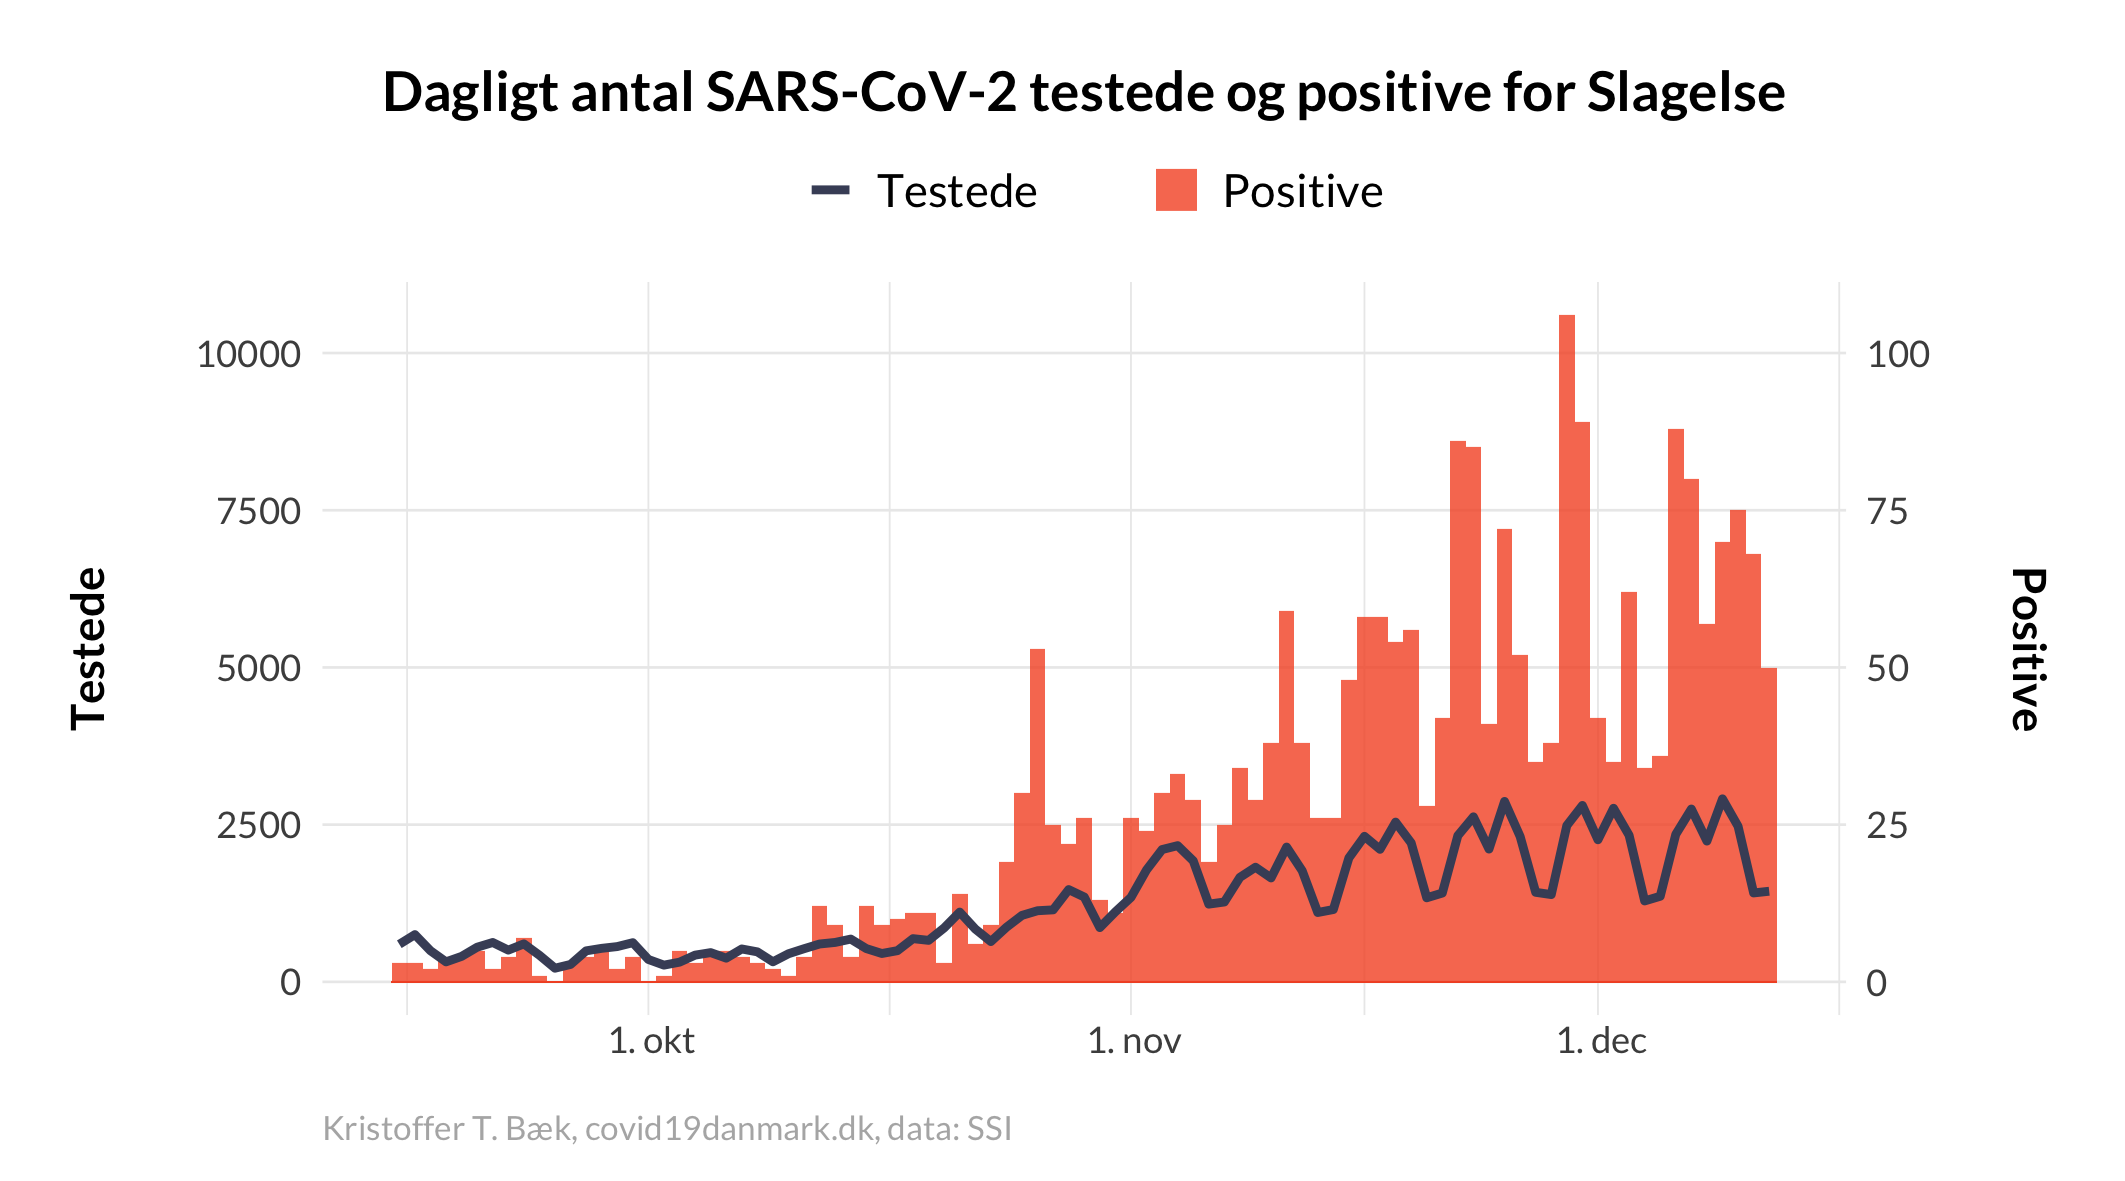 Dagligt antal SARS-CoV-2 testede og positive for Slagelse
Testede
Positive
10000
7500
5000
2500
0
Testede
100
75
50
25
0
Positive
1. okt
1. nov
1. dec
Kristoffer T. Bæk, covid19danmark.dk, data: SSI